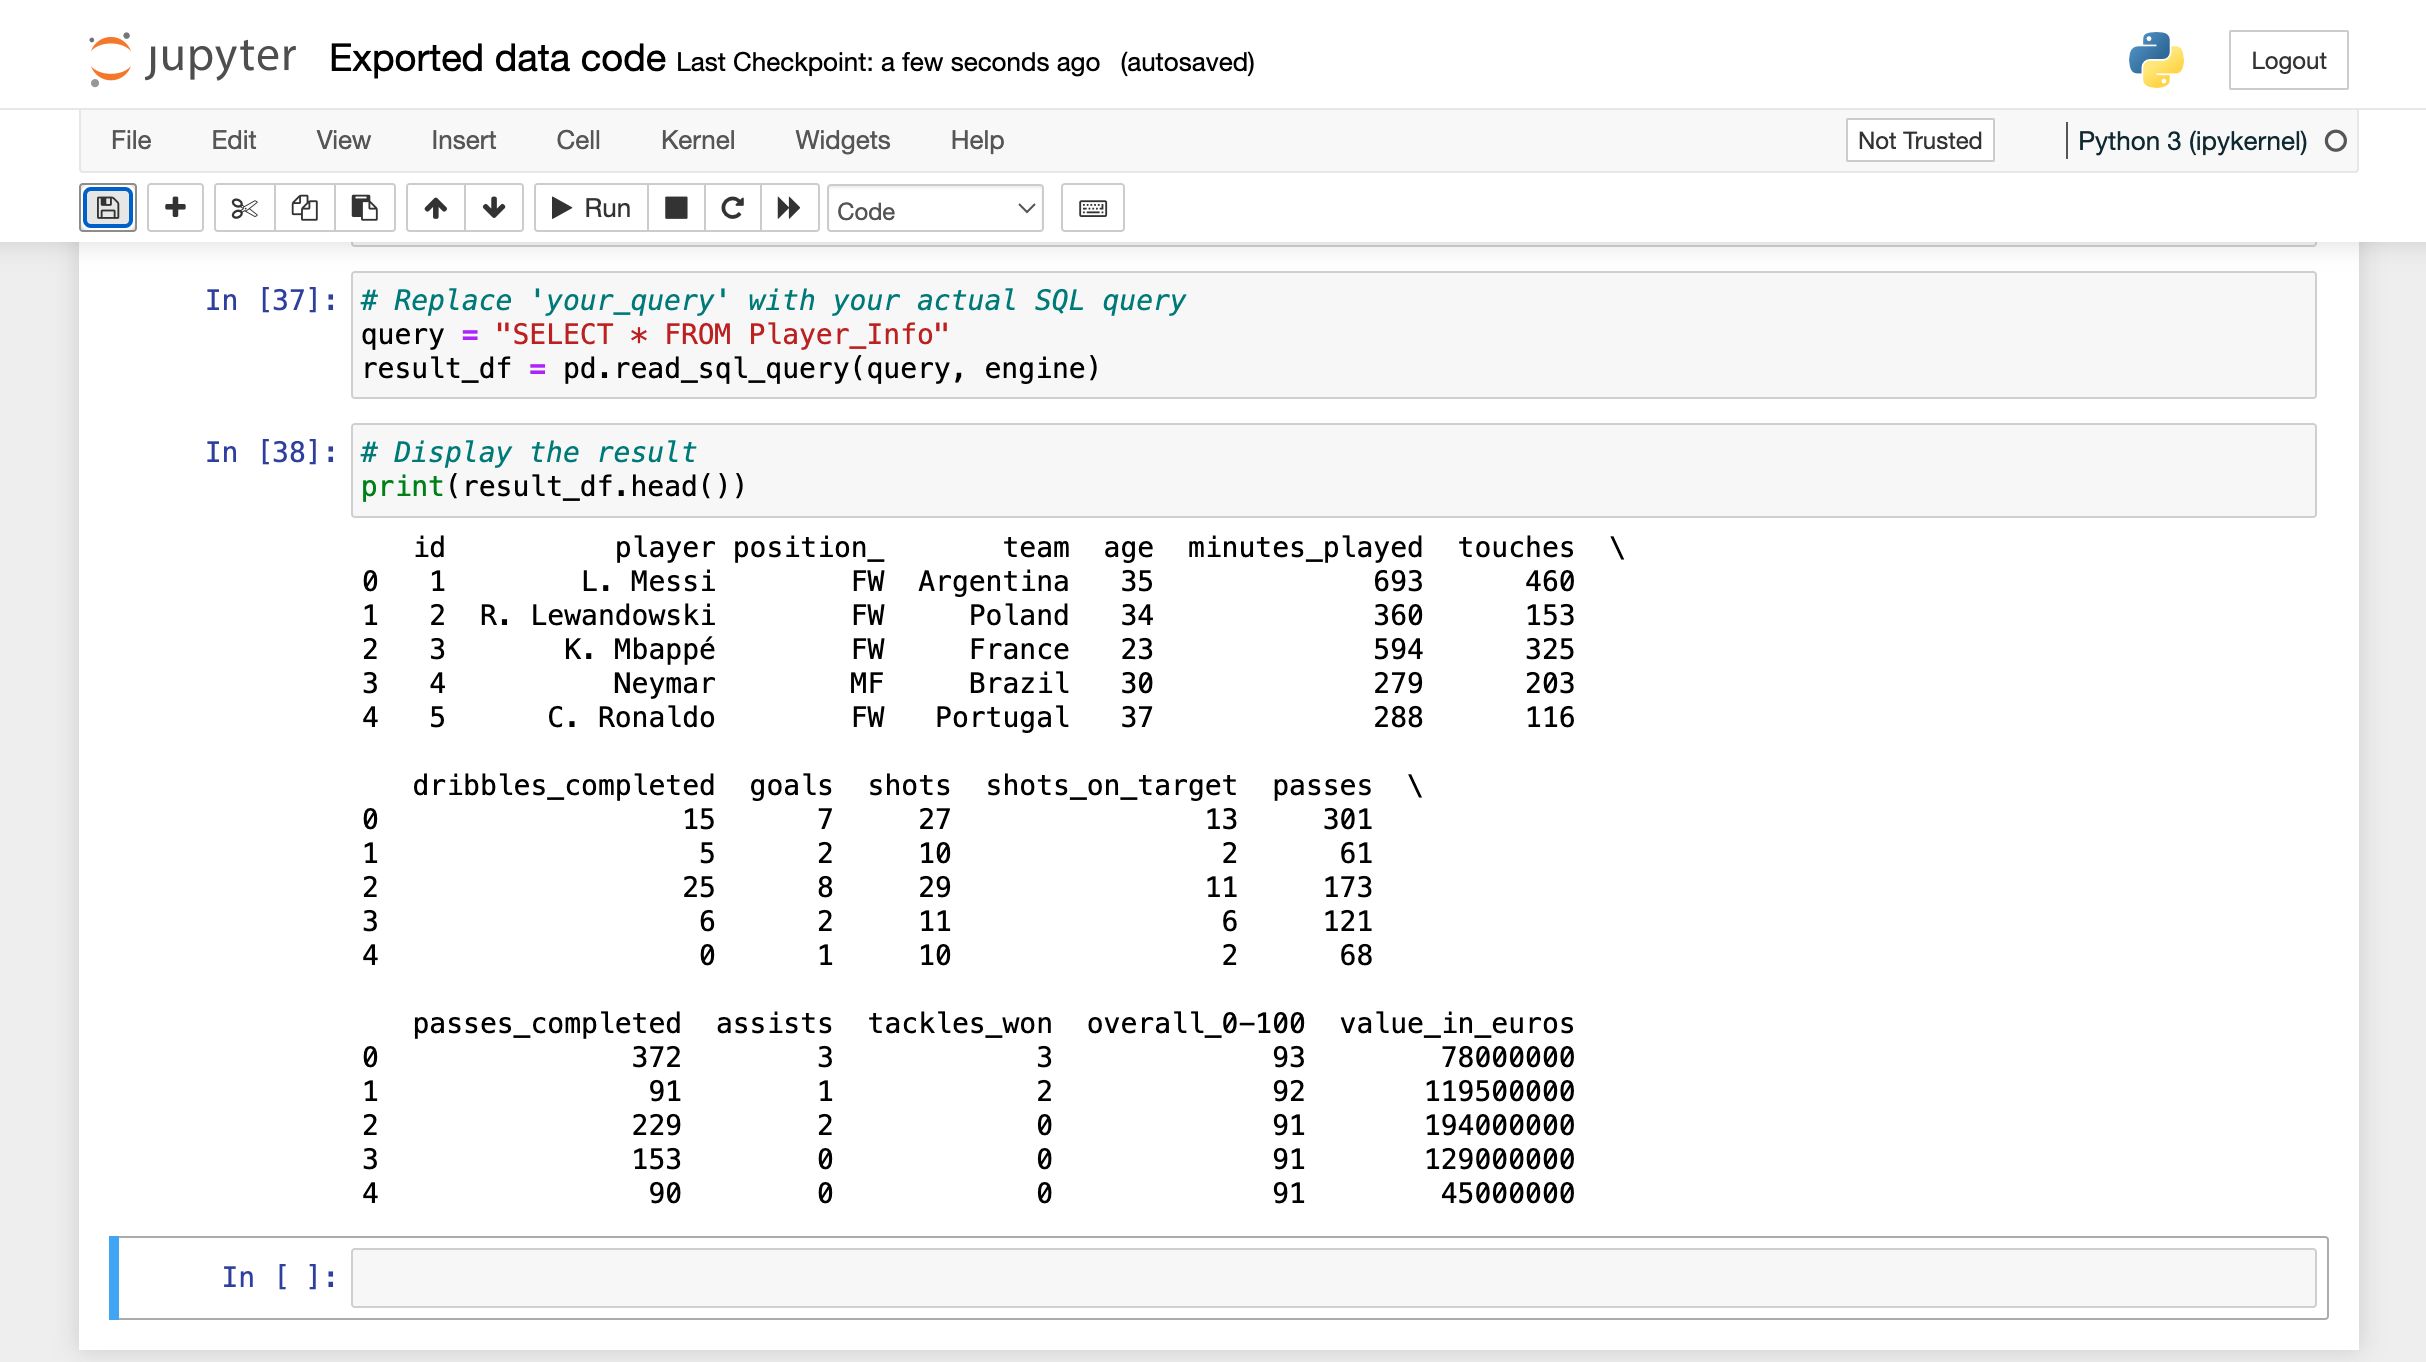 jupyter Exported data code Last Checkpoint: a few seconds ago (autosaved)
Logout
File Edit View Insert Cell Kernel Widgets Help
Not Trusted
Python 3 (ipykernel)
Run
Code
In [37]:
# Replace 'your_query' with your actual SQL query
query = "SELECT * FROM Player_Info"
result_df = pd.read_sql_query(query, engine)
In [38]:
# Display the result
print(result_df.head())
id player position_ team age minutes_played touches \
0 1 L. Messi FW Argentina 35 693 460
1 2 R. Lewandowski FW Poland 34 360 153
2 3 K. Mbappé FW France 23 594 325
3 4 Neymar MF Brazil 30 279 203
4 5 C. Ronaldo FW Portugal 37 288 116
dribbles_completed goals shots shots_on_target passes \
0 15 7 27 13 301
1 5 2 10 2 61
2 25 8 29 11 173
3 6 2 11 6 121
4 0 1 10 2 68
passes_completed assists tackles_won overall_0-100 value_in_euros
0 372 3 3 93 78000000
1 91 1 2 92 119500000
2 229 2 0 91 194000000
3 153 0 0 91 129000000
4 90 0 0 91 45000000
In [ ]: